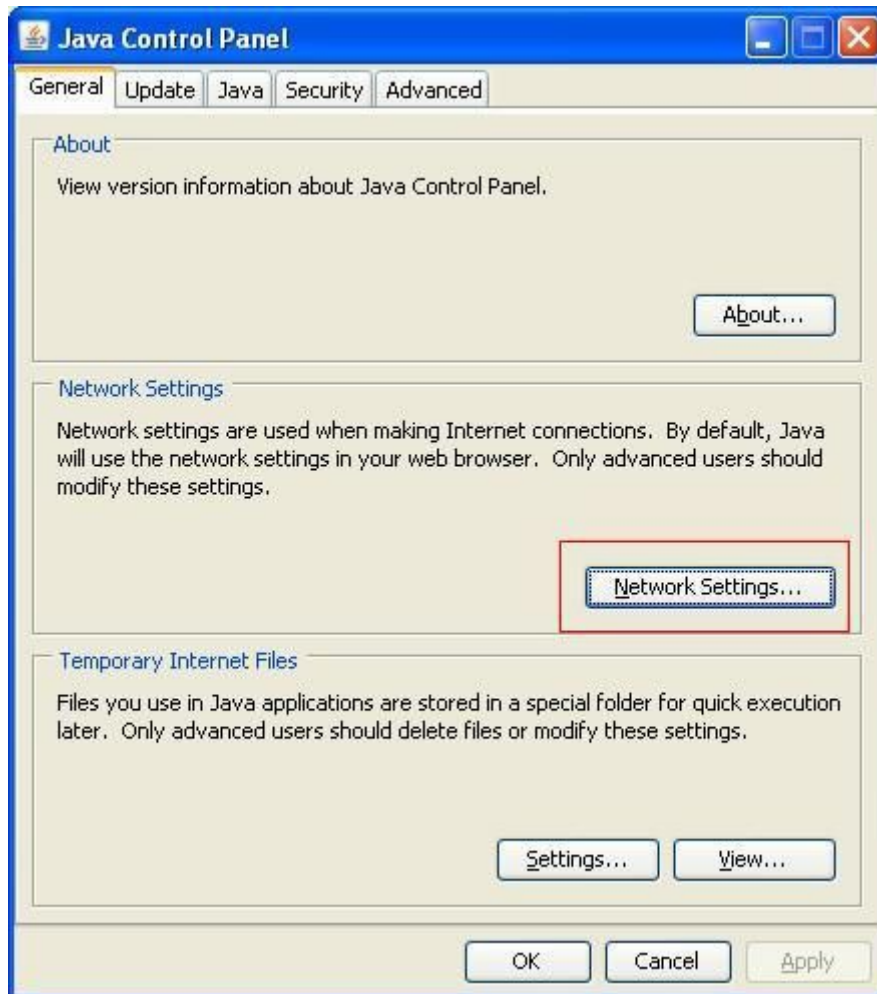 Java Control Panel
General Update Java Security Advanced
About
View version information about Java Control Panel.
About...
Network Settings
Network settings are used when making Internet connections.  By default, Java
will use the network settings in your web browser.  Only advanced users should
modify these settings.
Network Settings...
Temporary Internet Files
Files you use in Java applications are stored in a special folder for quick execution
later.  Only advanced users should delete files or modify these settings.
Settings... View...
OK Cancel Apply